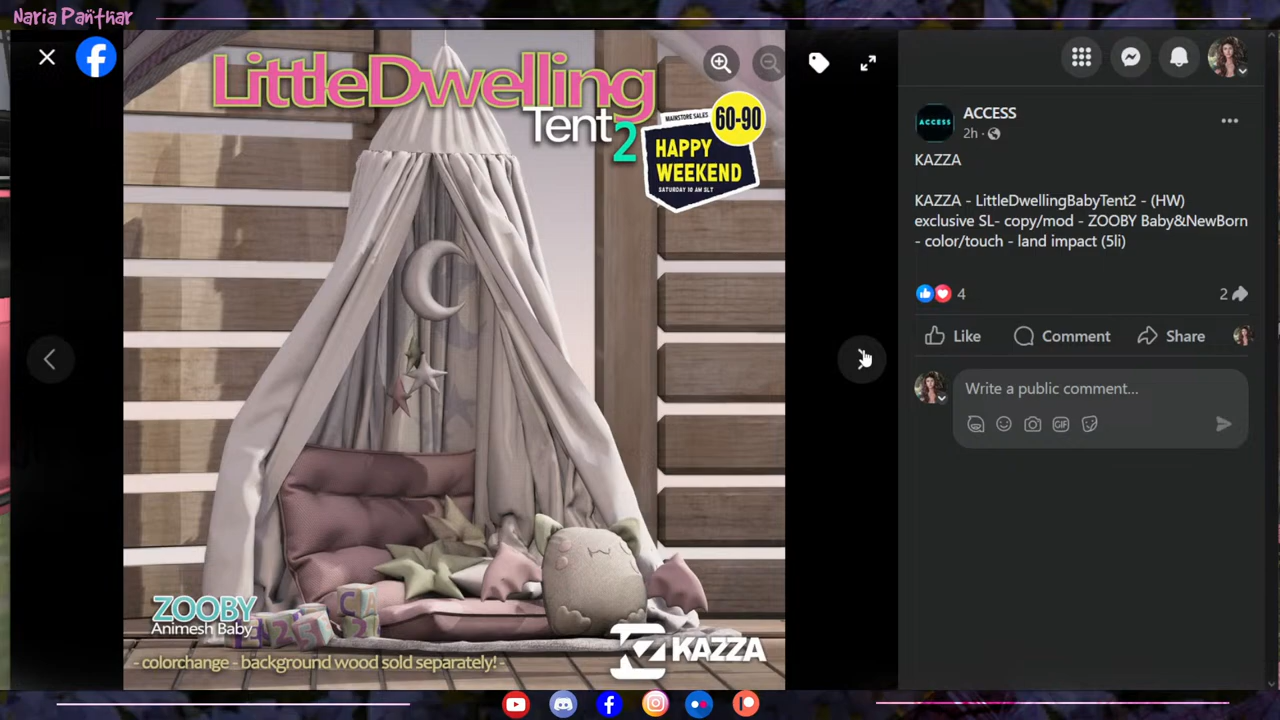 Naria Panthar
LittleDwelling
Tent2
MAINSTORE SALES
60-90
HAPPY
WEEKEND
SATURDAY 10 AM SLT
ZOOBY
Animesh Baby
- colorchange - background wood sold separately! -
KAZZA
ACCESS
ACCESS
2h ·
KAZZA
KAZZA - LittleDwellingBabyTent2 - (HW)
exclusive SL- copy/mod - ZOOBY Baby&NewBorn
- color/touch - land impact (5li)
4
2
Like
Comment
Share
Write a public comment…
GIF